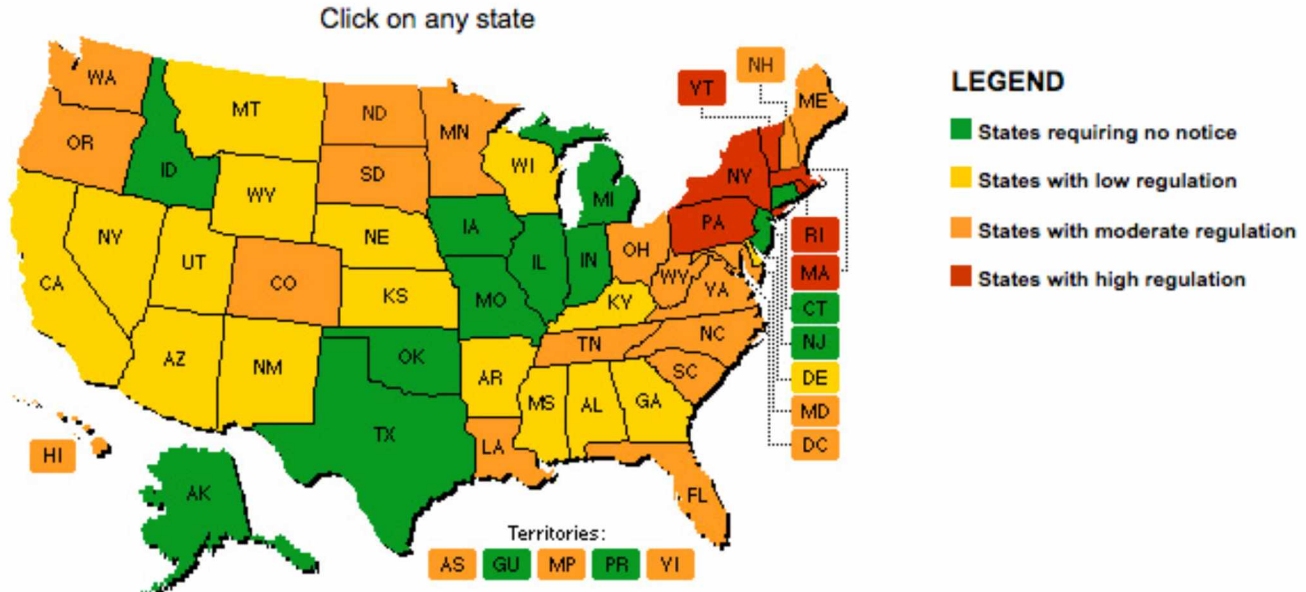 Click on any state
WA
MT
ND
MN
VT
NH
ME
OR
ID
SD
WI
NY
WY
MI
NV
UT
NE
IA
PA
CA
CO
KS
IL
IN
OH
RI
MO
WV
VA
MA
KY
CT
AZ
NM
OK
TN
NC
NJ
AR
SC
DE
TX
MS
AL
GA
MD
LA
DC
HI
FL
AK
Territories:
AS GU MP PR VI
LEGEND
States requiring no notice
States with low regulation
States with moderate regulation
States with high regulation